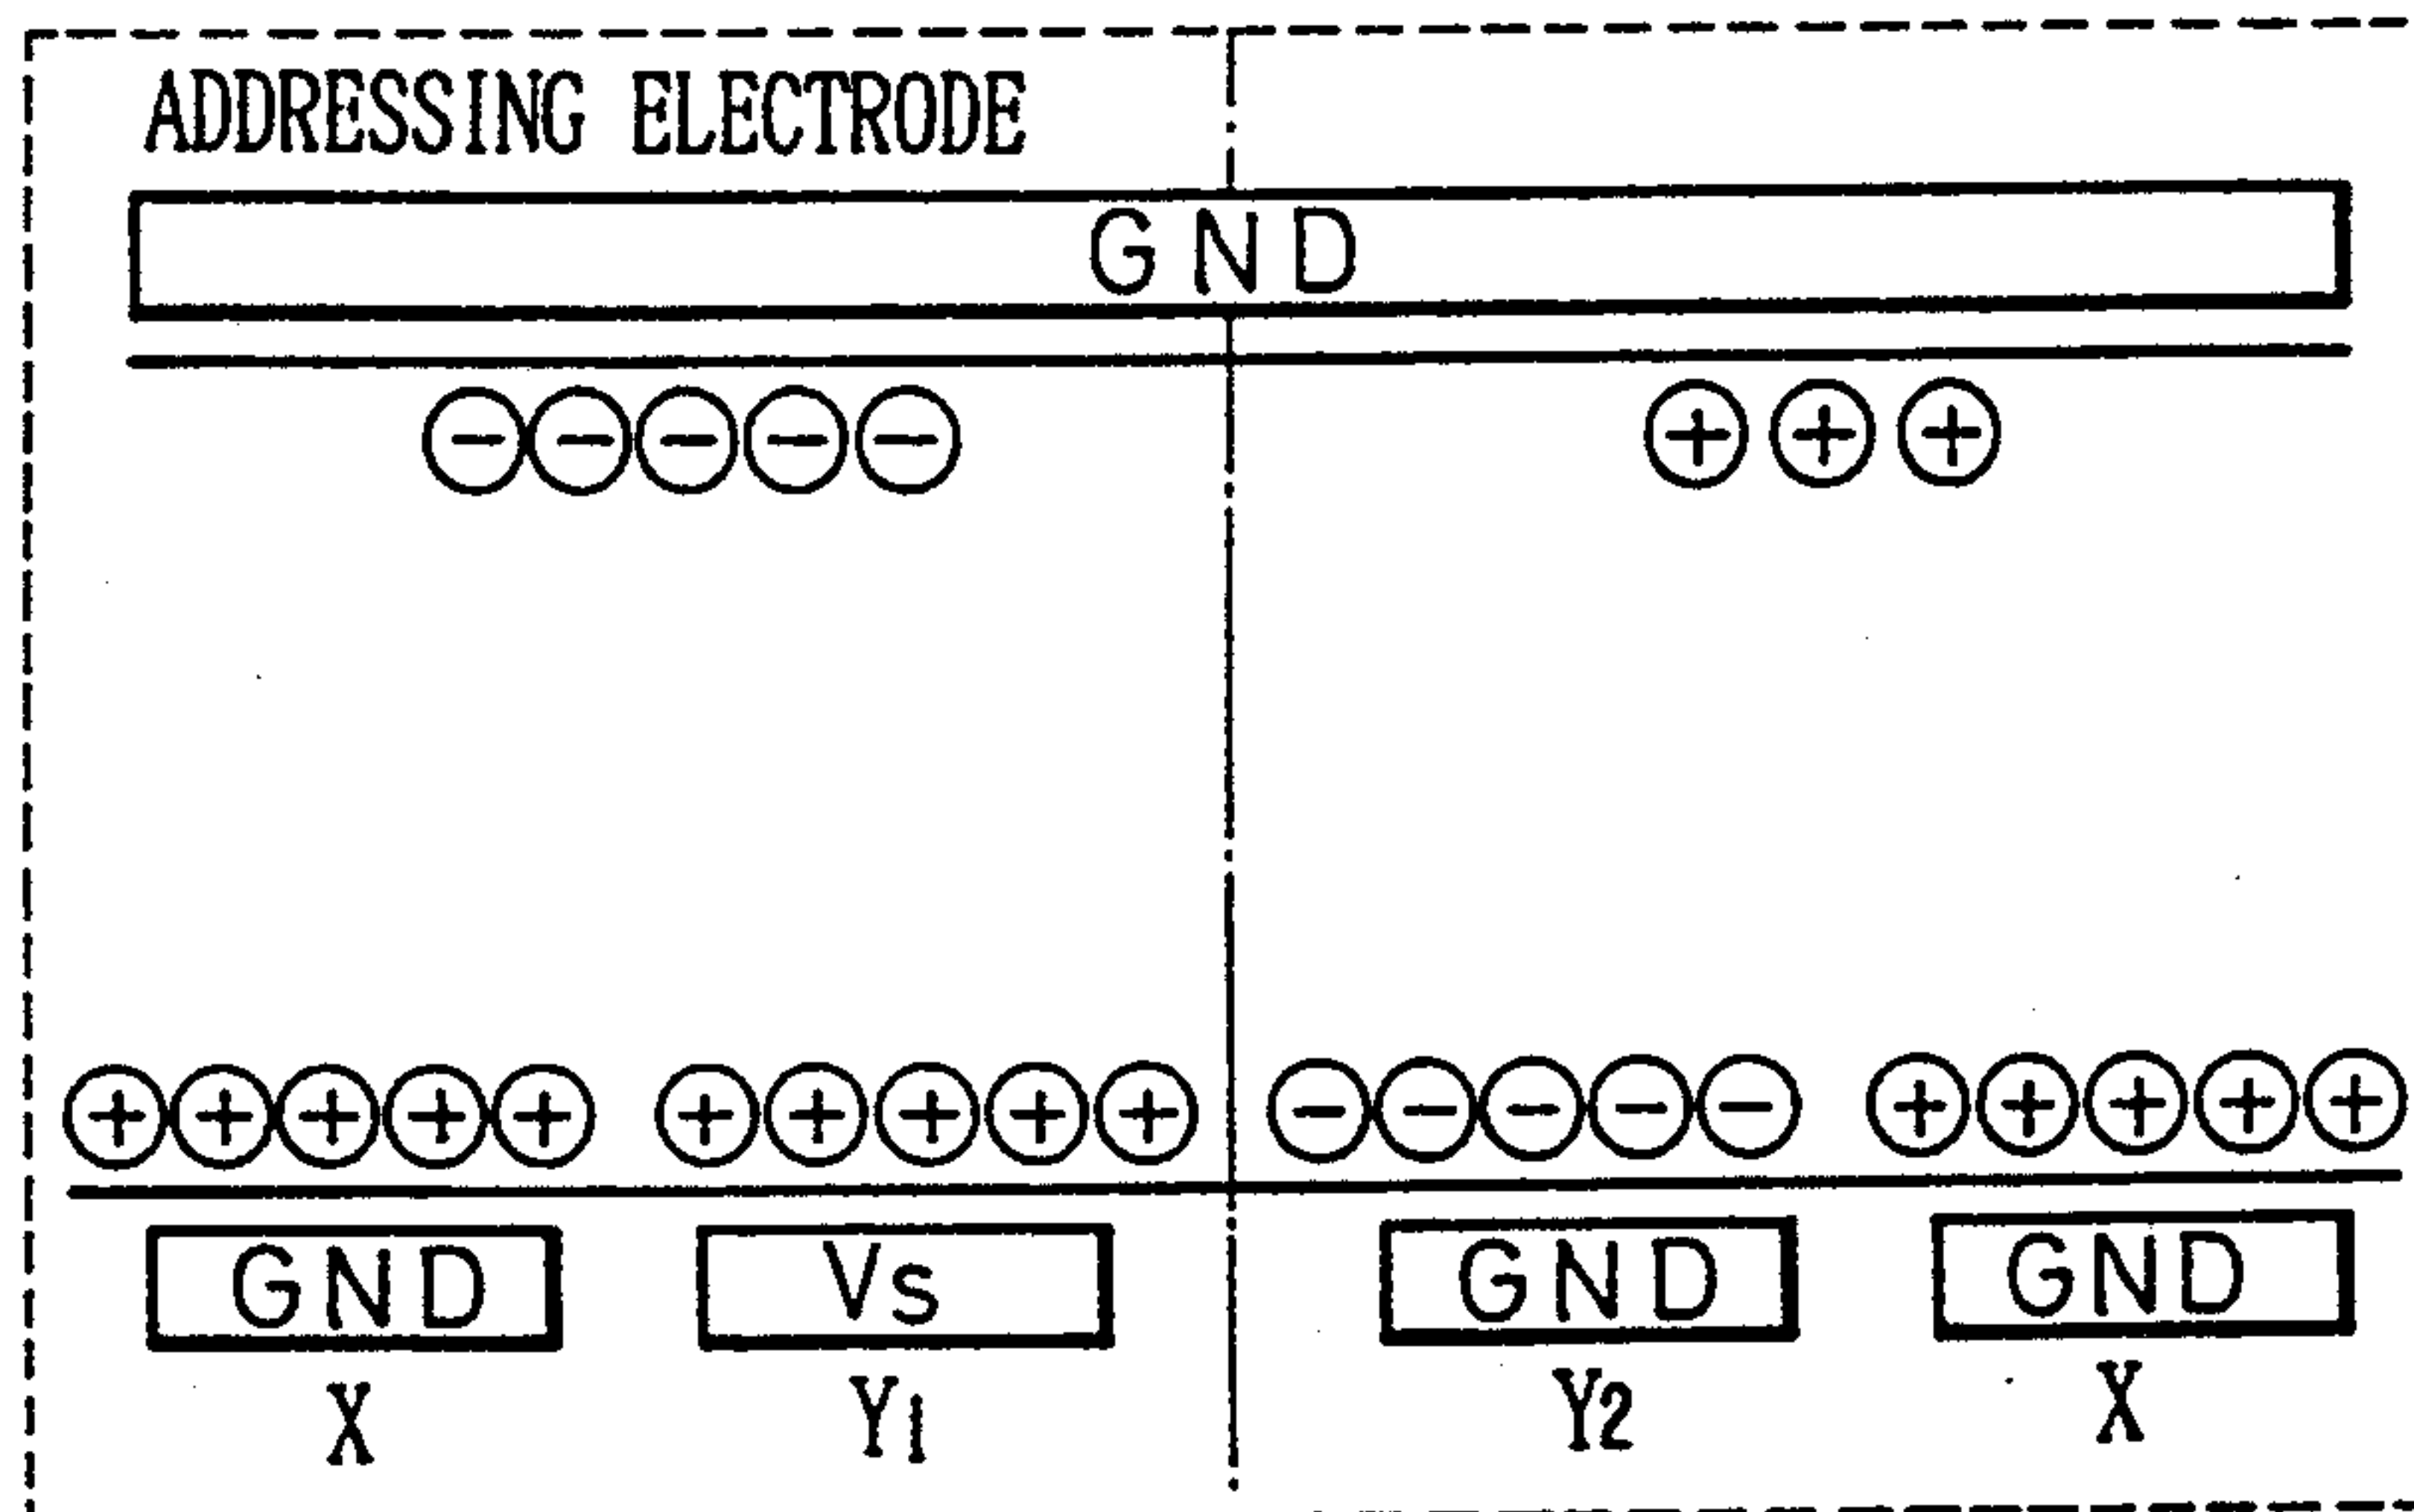 ADDRESSING ELECTRODE
GND
GND Vs GND GND
X Y1 Y2 X